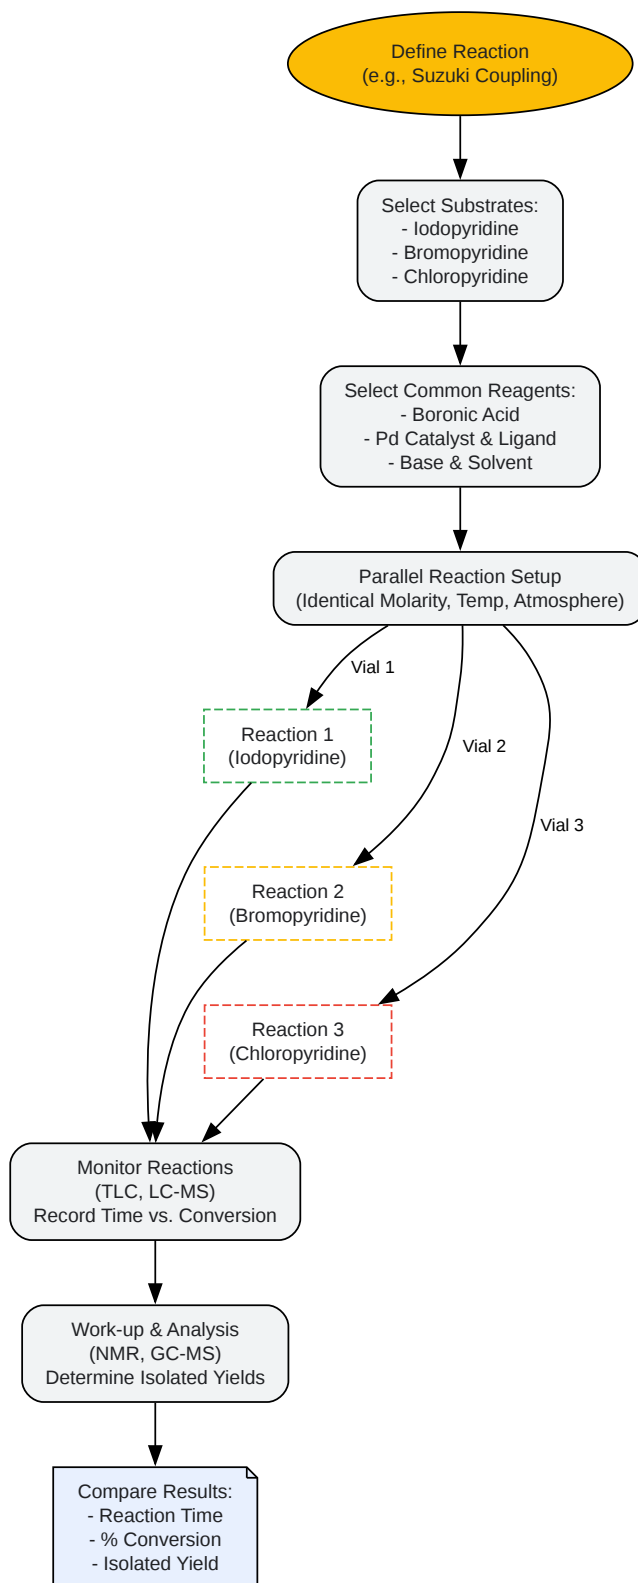 Define Reaction
(e.g., Suzuki Coupling)
Select Substrates:
- Iodopyridine
- Bromopyridine
- Chloropyridine
Select Common Reagents:
- Boronic Acid
- Pd Catalyst & Ligand
- Base & Solvent
Parallel Reaction Setup
(Identical Molarity, Temp, Atmosphere)
Vial 1
Reaction 1
(Iodopyridine)
Vial 2
Vial 3
Reaction 2
(Bromopyridine)
Reaction 3
(Chloropyridine)
Monitor Reactions
(TLC, LC-MS)
Record Time vs. Conversion
Work-up & Analysis
(NMR, GC-MS)
Determine Isolated Yields
Compare Results:
- Reaction Time
- % Conversion
- Isolated Yield